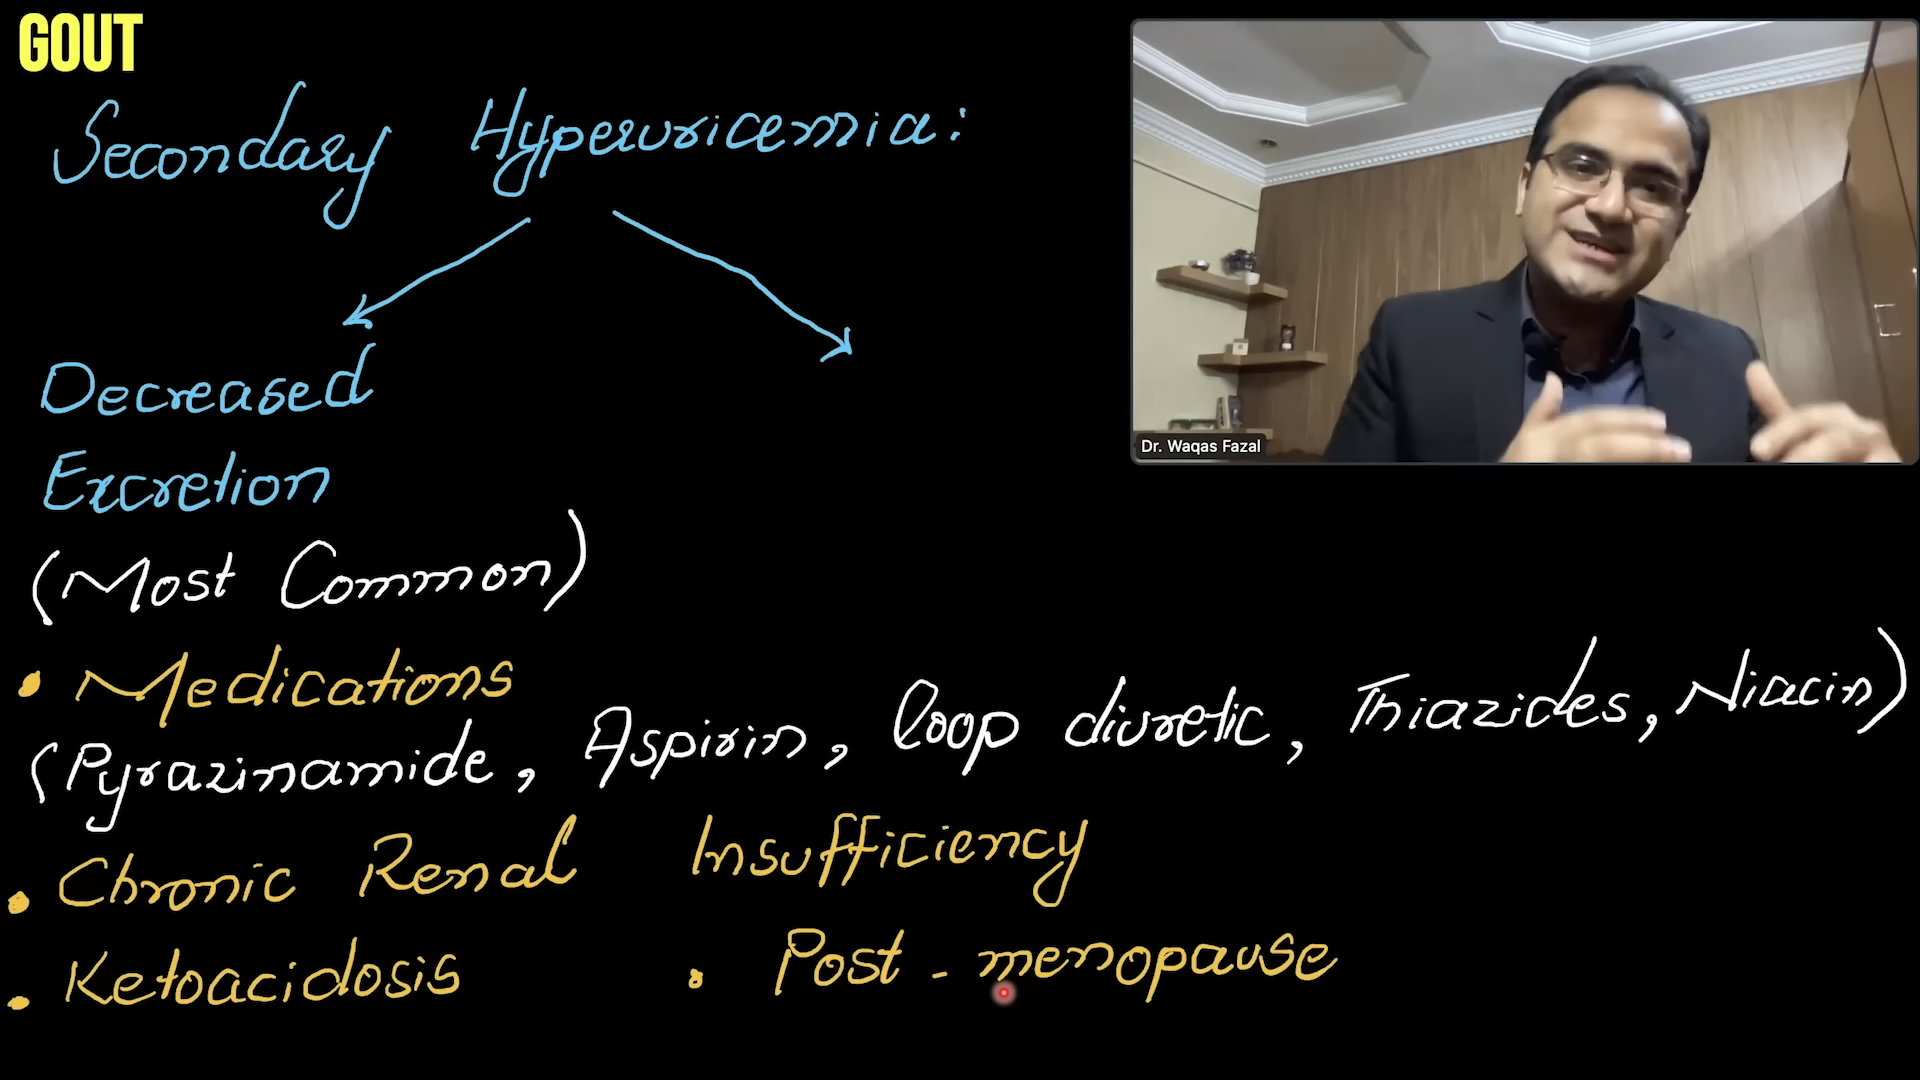 GOUT
Secondary Hyperuricemia:
Decreased
Excretion
(Most Common)
• Medications
(Pyrazinamide, Aspirin, loop diuretic, Thiazides, Niacin)
• Chronic Renal Insufficiency
• Ketoacidosis • Post-menopause
Dr. Waqas Fazal